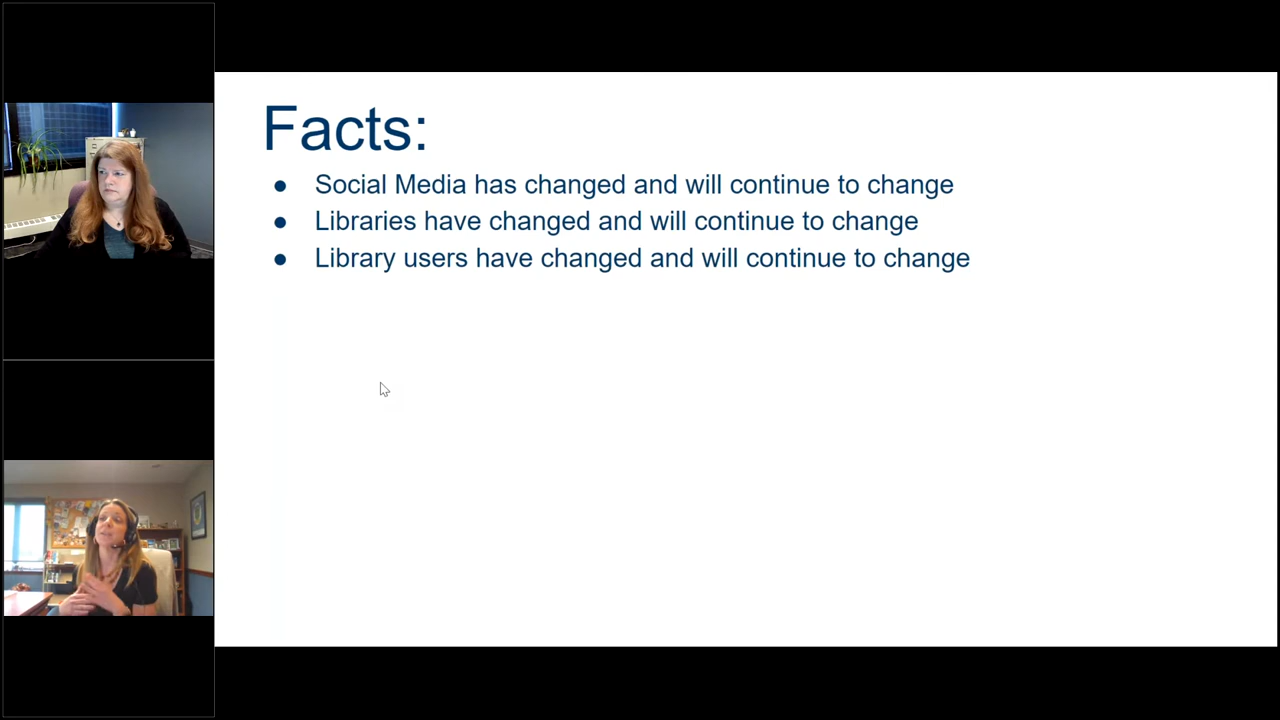 Facts:
● Social Media has changed and will continue to change
● Libraries have changed and will continue to change
● Library users have changed and will continue to change